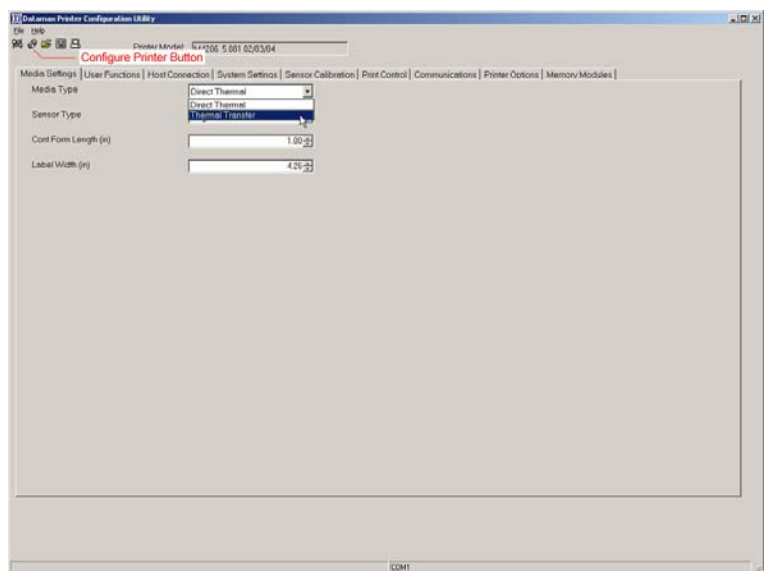 Datamax Printer Configuration Utility
File Help
Printer Model: 5.081 02/03/04
Configure Printer Button
Media Settings User Functions Host Connection System Settings Sensor Calibration Print Control Communications Printer Options Memory Modules
Media Type Direct Thermal
Direct Thermal
Sensor Type Thermal Transfer
Cont Form Length (in) 1.00
Label Width (in) 4.26
COM1